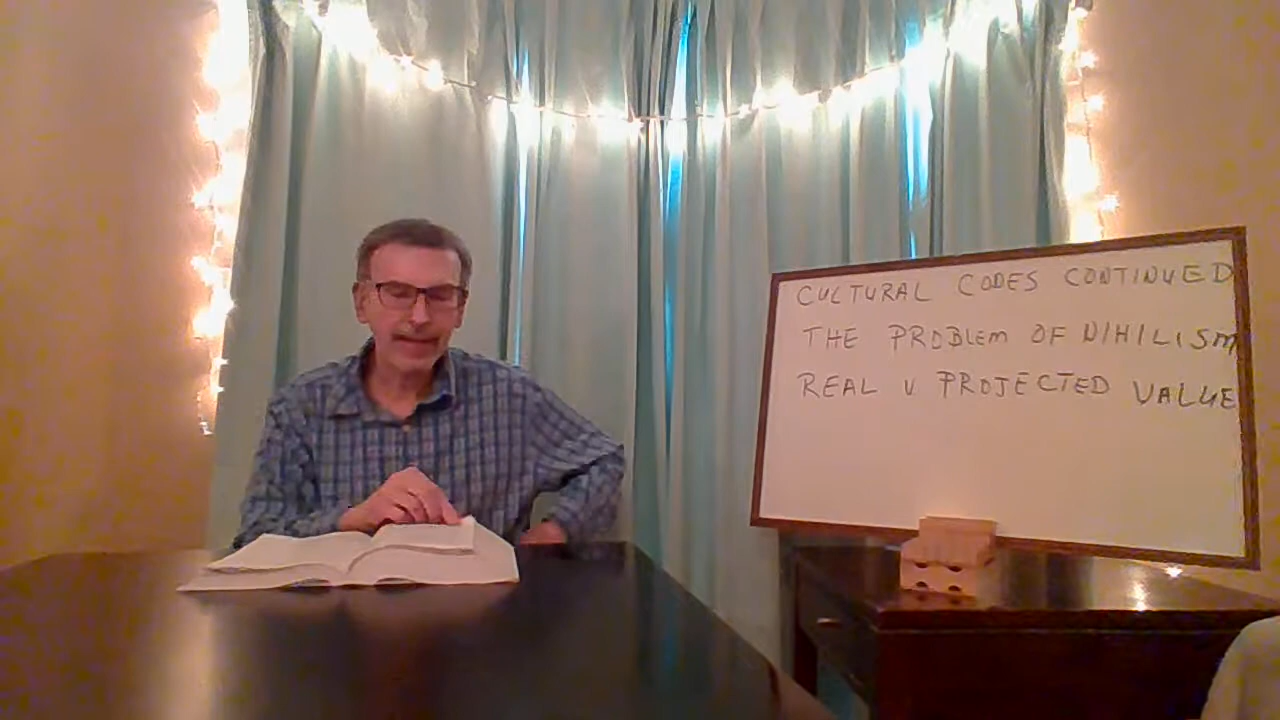 CULTURAL CODES CONTINUED
THE PROBLEM OF NIHILISM
REAL V PROJECTED VALUE